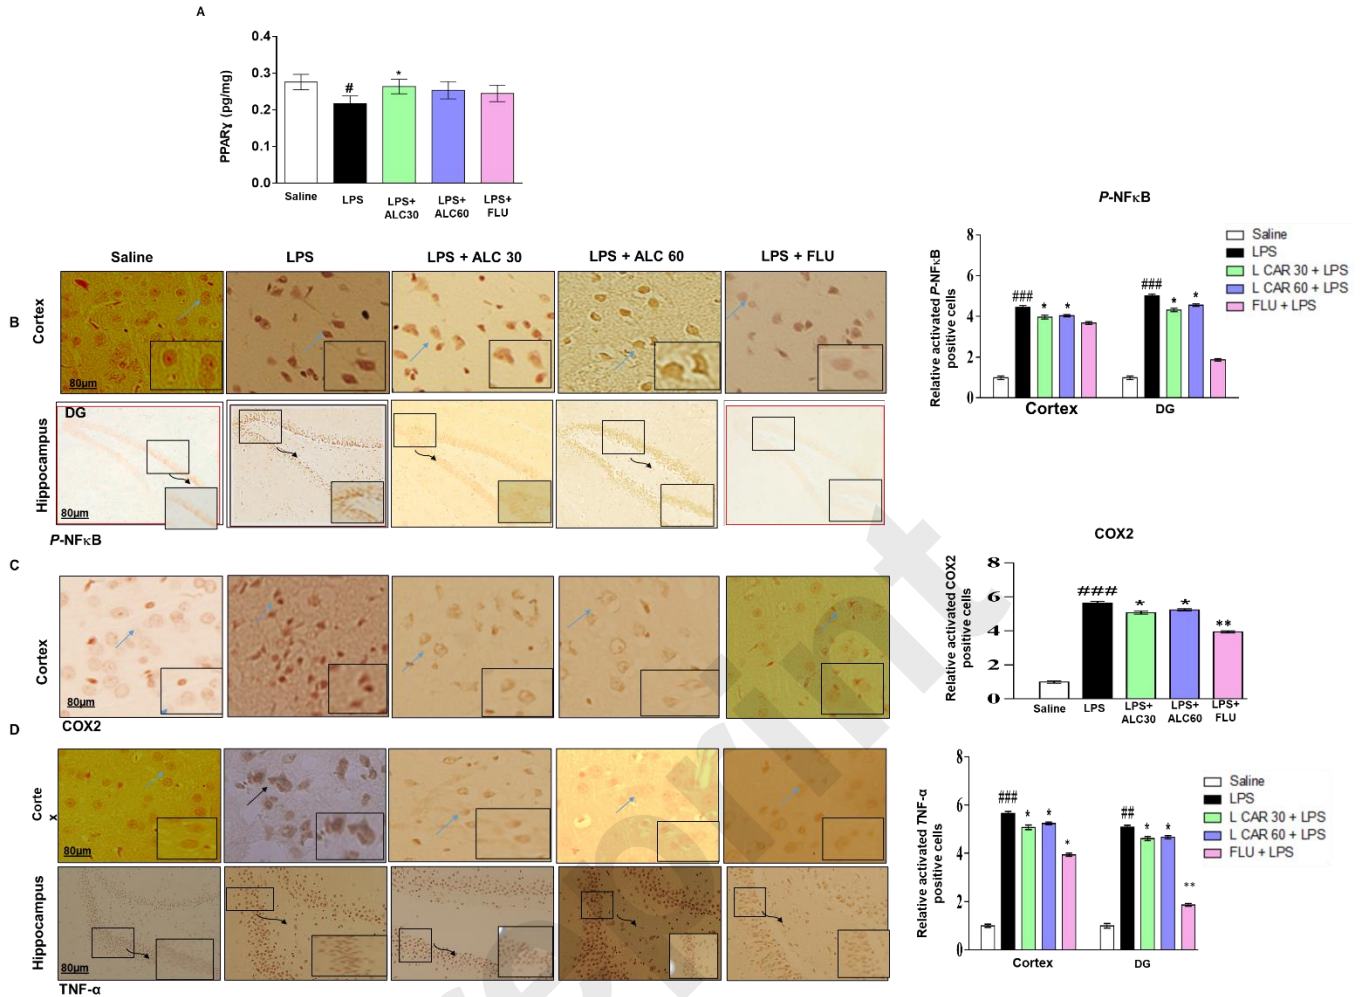 A
0.4
0.3
0.2
0.1
0.0
PPARɣ (pg/mg)
#
*
Saline
LPS
LPS+
ALC30
LPS+
ALC60
LPS+
FLU
Saline
LPS
LPS + ALC 30
LPS + ALC 60
LPS + FLU
B
Cortex
80µm
Hippocampus
DG
80µm
P-NFκB
P-NFκB
Relative activated P-NFκB
positive cells
8
6
4
2
0
###
*
*
###
*
*
Cortex
DG
Saline
LPS
L CAR 30 + LPS
L CAR 60 + LPS
FLU + LPS
C
Cortex
80µm
COX2
COX2
Relative activated COX2
positive cells
8
6
4
2
0
###
*
*
**
Saline
LPS
LPS+
ALC30
LPS+
ALC60
LPS+
FLU
D
Corte
x
80µm
Hippocampus
80µm
TNF-α
Relative activated TNF-α
positive cells
8
6
4
2
0
###
*
*
*
##
*
*
**
Cortex
DG
Saline
LPS
L CAR 30 + LPS
L CAR 60 + LPS
FLU + LPS